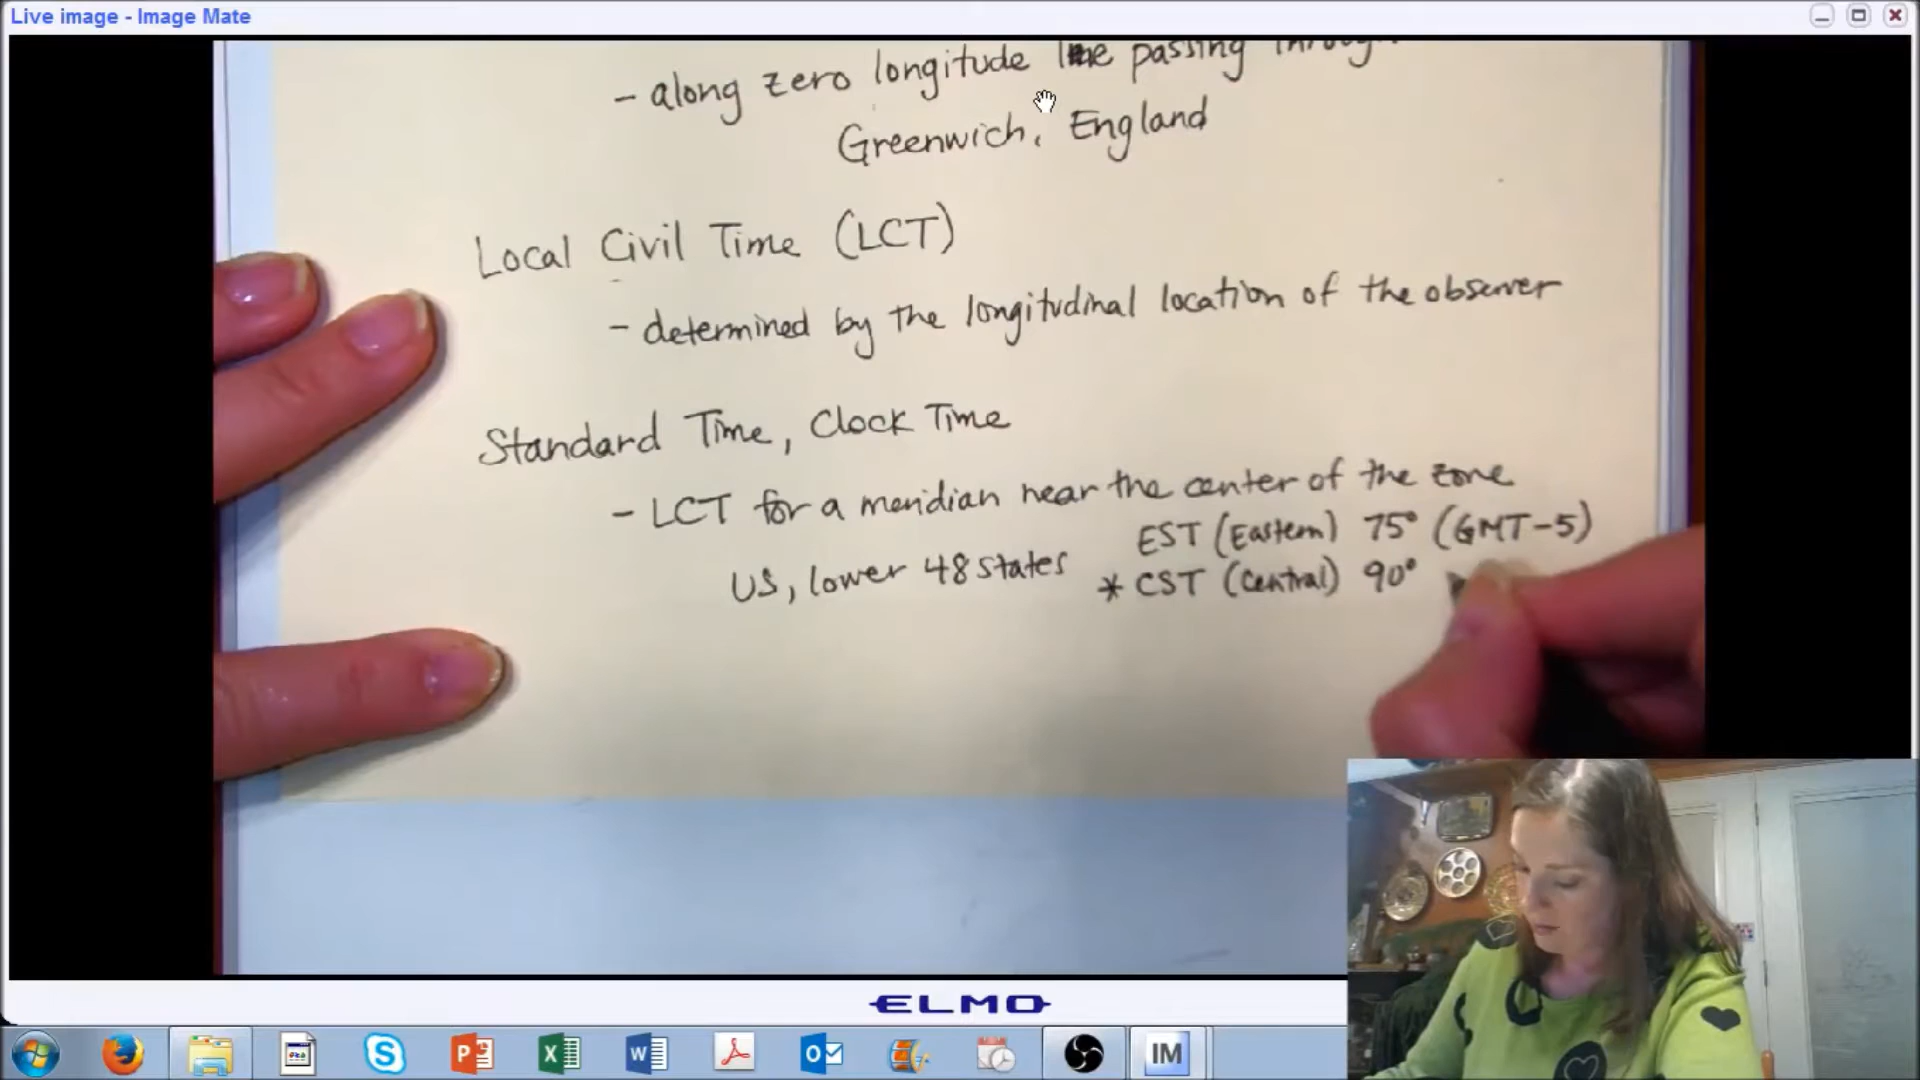 Live image - Image Mate
- along zero longitude line passing through
Greenwich, England
Local Civil Time (LCT)
- determined by the longitudinal location of the observer
Standard Time, Clock Time
- LCT for a meridian near the center of the zone
EST (Eastern) 75° (GMT-5)
US, lower 48 states * CST (Central) 90°
ELMO
IM